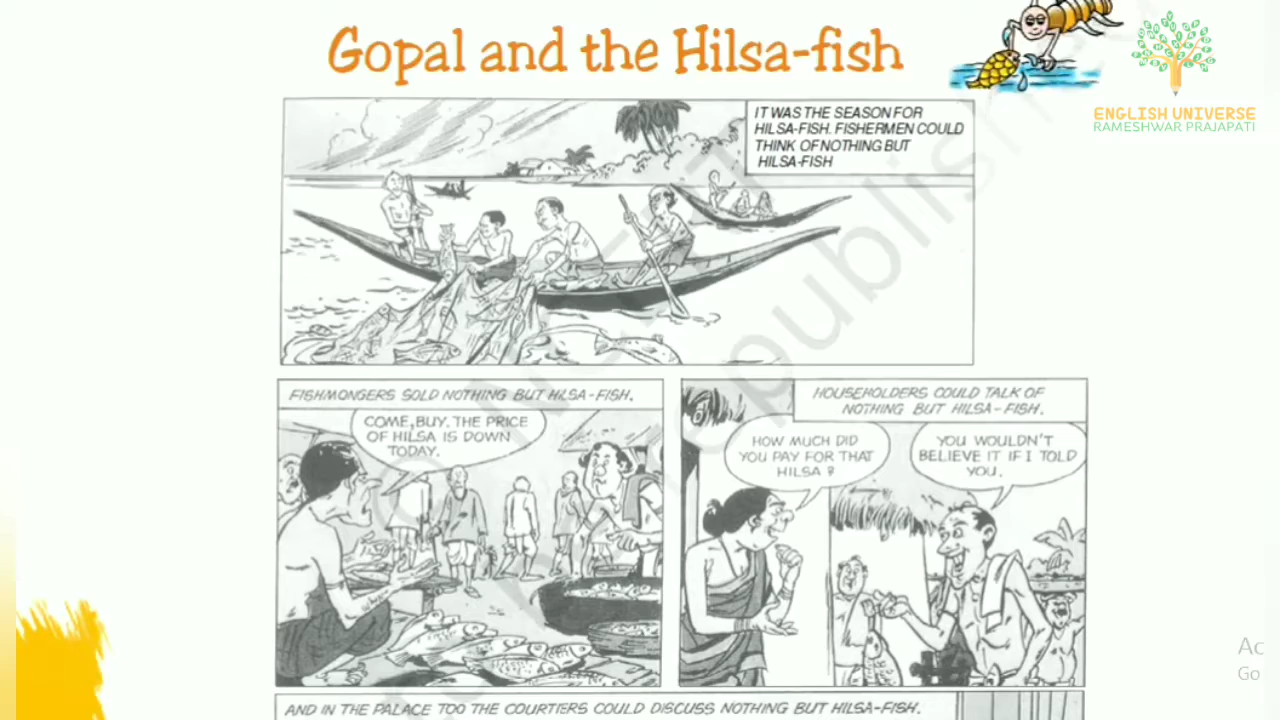 Gopal and the Hilsa-fish
ENGLISH UNIVERSE
RAMESHWAR PRAJAPATI
IT WAS THE SEASON FOR
HILSA-FISH. FISHERMEN COULD
THINK OF NOTHING BUT
HILSA-FISH
FISHMONGERS SOLD NOTHING BUT HILSA-FISH.
COME, BUY. THE PRICE
OF HILSA IS DOWN
TODAY.
HOUSEHOLDERS COULD TALK OF
NOTHING BUT HILSA-FISH.
HOW MUCH DID
YOU PAY FOR THAT
HILSA ?
YOU WOULDN'T
BELIEVE IT IF I TOLD
YOU.
AND IN THE PALACE TOO THE COURTIERS COULD DISCUSS NOTHING BUT HILSA-FISH.
Ac
Go